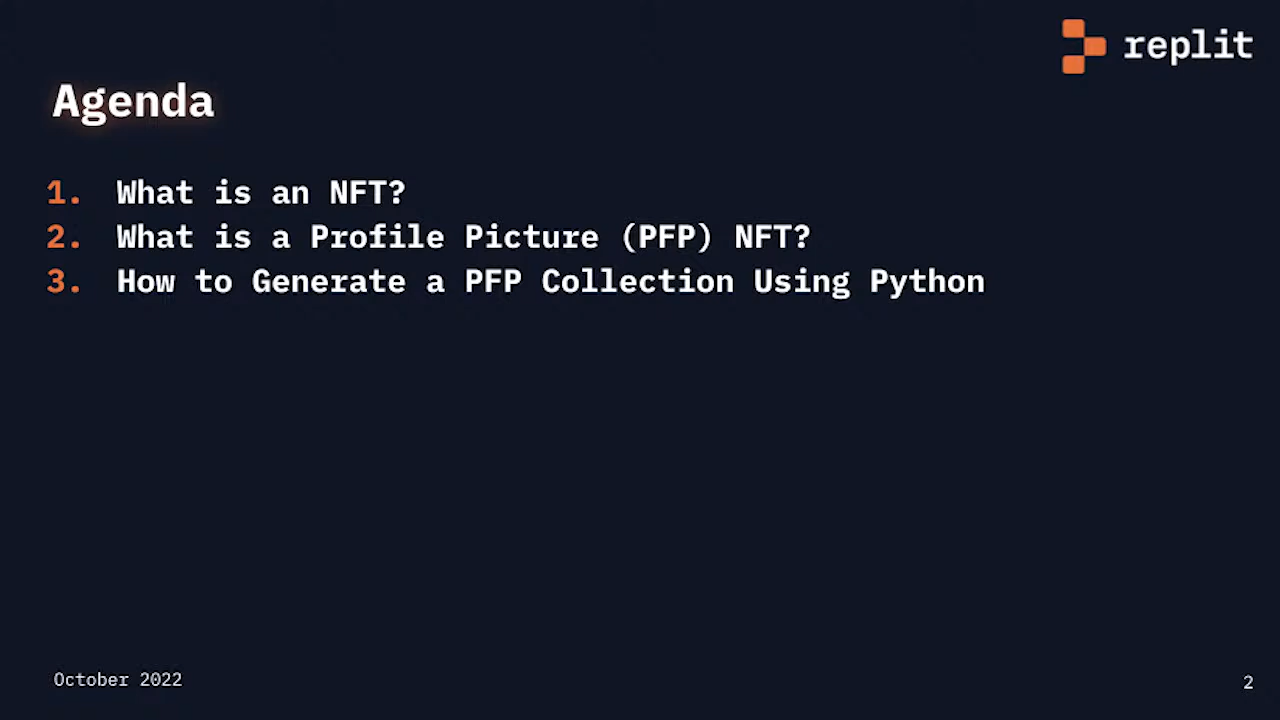 replit
Agenda
1. What is an NFT?
2. What is a Profile Picture (PFP) NFT?
3. How to Generate a PFP Collection Using Python
October 2022
2